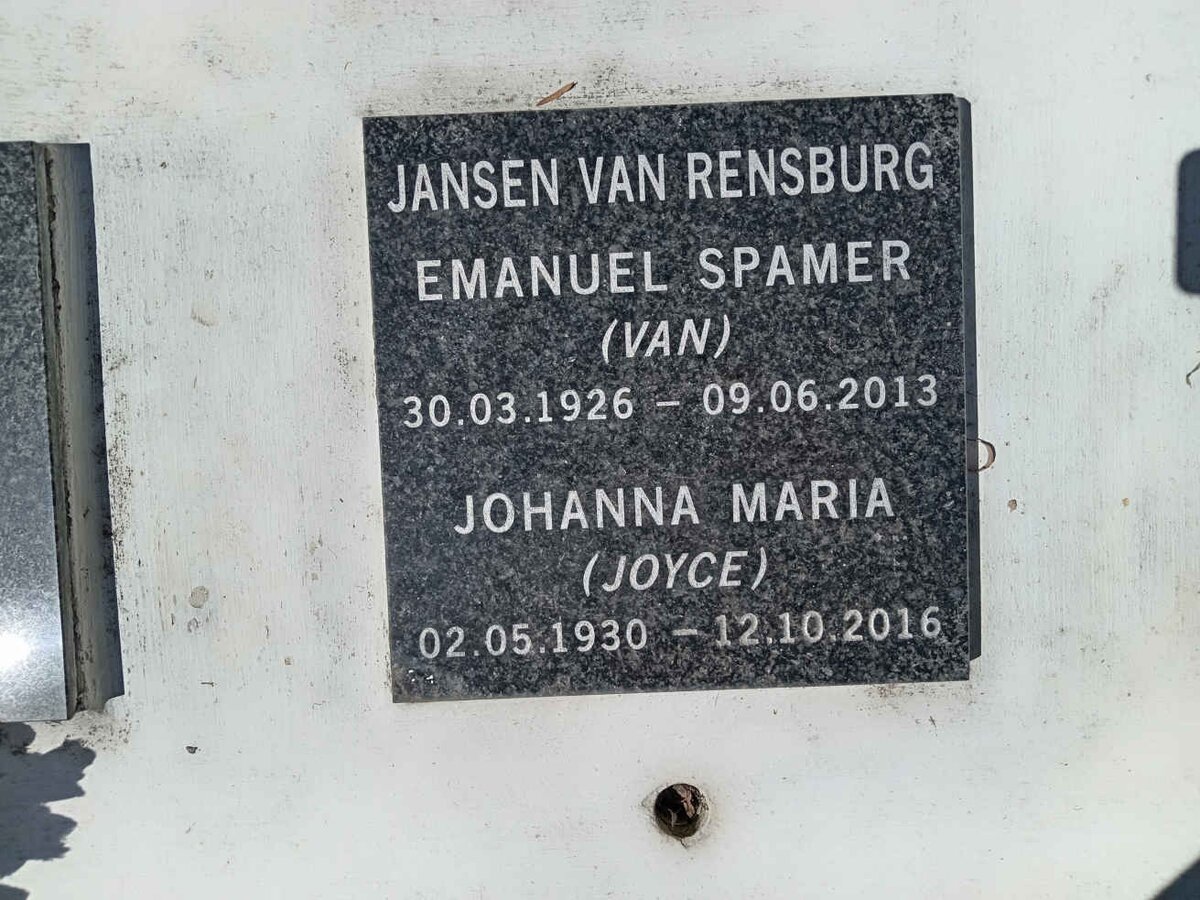 JANSEN VAN RENSBURG
EMANUEL SPAMER
(VAN)
30.03.1926 – 09.06.2013
JOHANNA MARIA
(JOYCE)
02.05.1930 – 12.10.2016